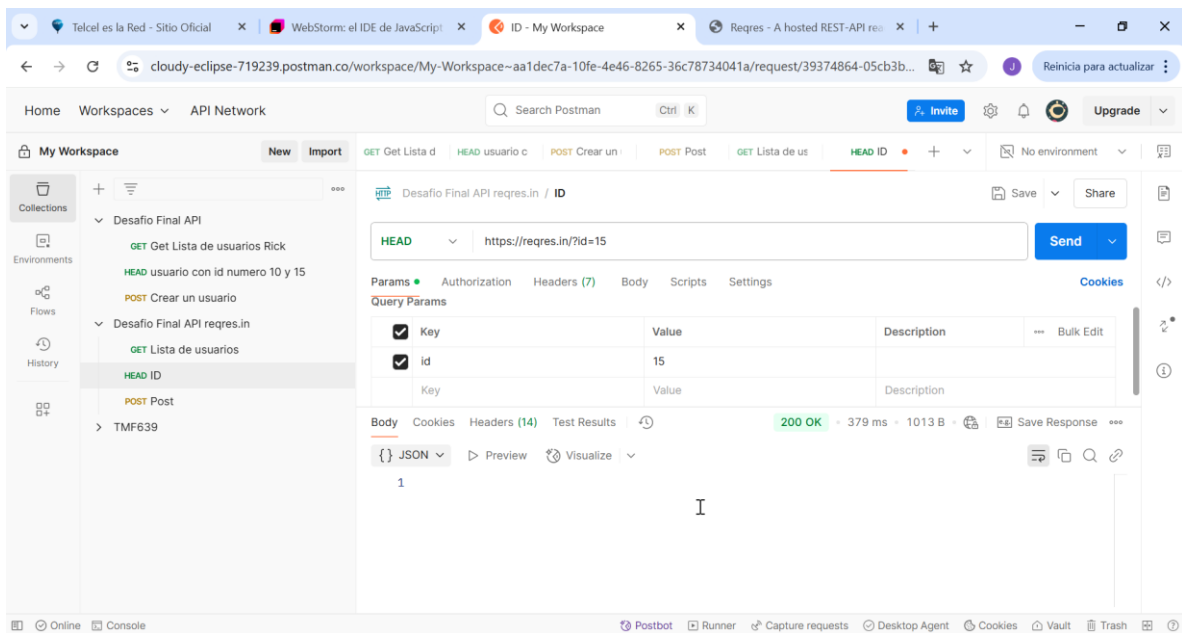 Telcel es la Red - Sitio Oficial WebStorm: el IDE de JavaScript ID - My Workspace Reqres - A hosted REST-API rea
cloudy-eclipse-719239.postman.co/workspace/My-Workspace~aa1dec7a-10fe-4e46-8265-36c78734041a/request/39374864-05cb3b... J Reinicia para actualizar
Home Workspaces API Network Search Postman Ctrl K Invite Upgrade
My Workspace New Import GET Get Lista d HEAD usuario c POST Crear un POST Post GET Lista de us HEAD ID No environment
Collections
Environments
Flows
History
Desafio Final API
GET Get Lista de usuarios Rick
HEAD usuario con id numero 10 y 15
POST Crear un usuario
Desafio Final API reqres.in
GET Lista de usuarios
HEAD ID
POST Post
TMF639
HTTP Desafio Final API reqres.in / ID Save Share
HEAD https://reqres.in/?id=15 Send
Params Authorization Headers (7) Body Scripts Settings Cookies
Query Params
Key Value Description Bulk Edit
id 15
Key Value Description
Body Cookies Headers (14) Test Results 200 OK 379 ms 1013 B Save Response
{} JSON Preview Visualize
1
Online Console Postbot Runner Capture requests Desktop Agent Cookies Vault Trash